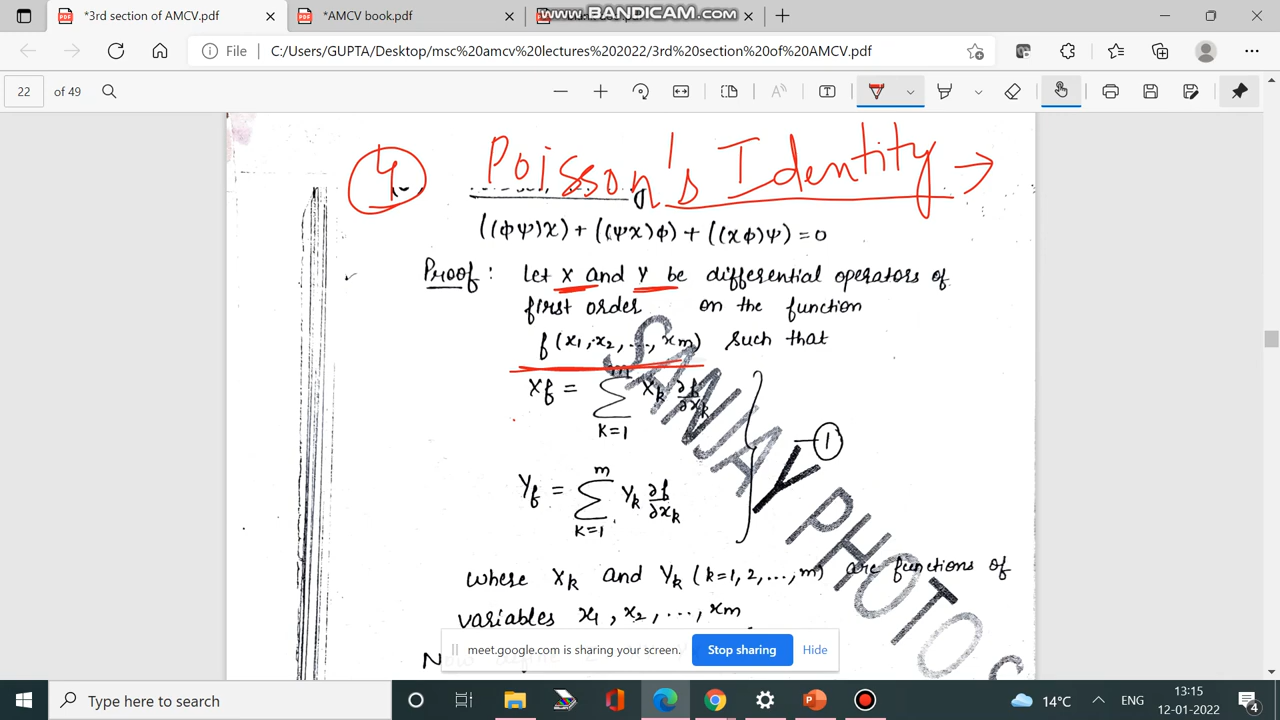 *3rd section of AMCV.pdf
*AMCV book.pdf
www.BANDICAM.com
File
C:/Users/GUPTA/Desktop/msc%20amcv%20lectures%202022/3rd%20section%20of%20AMCV.pdf
22 of 49
4 Poisson's Identity →
((φψ)χ) + ((ψχ)φ) + ((χφ)ψ) = 0
Proof : Let X and Y be differential operators of
first order on the function
f(x1, x2, ..., xm) such that
Xf = ∑ m k=1 Xk ∂f/∂xk
— 1
Yf = ∑ m k=1 Yk ∂f/∂xk
where Xk and Yk (k=1, 2, ..., m) are functions of
variables x1, x2, ..., xm
SANJAY PHOTO S
meet.google.com is sharing your screen.
Stop sharing
Hide
Type here to search
14°C
ENG
13:15
12-01-2022
4